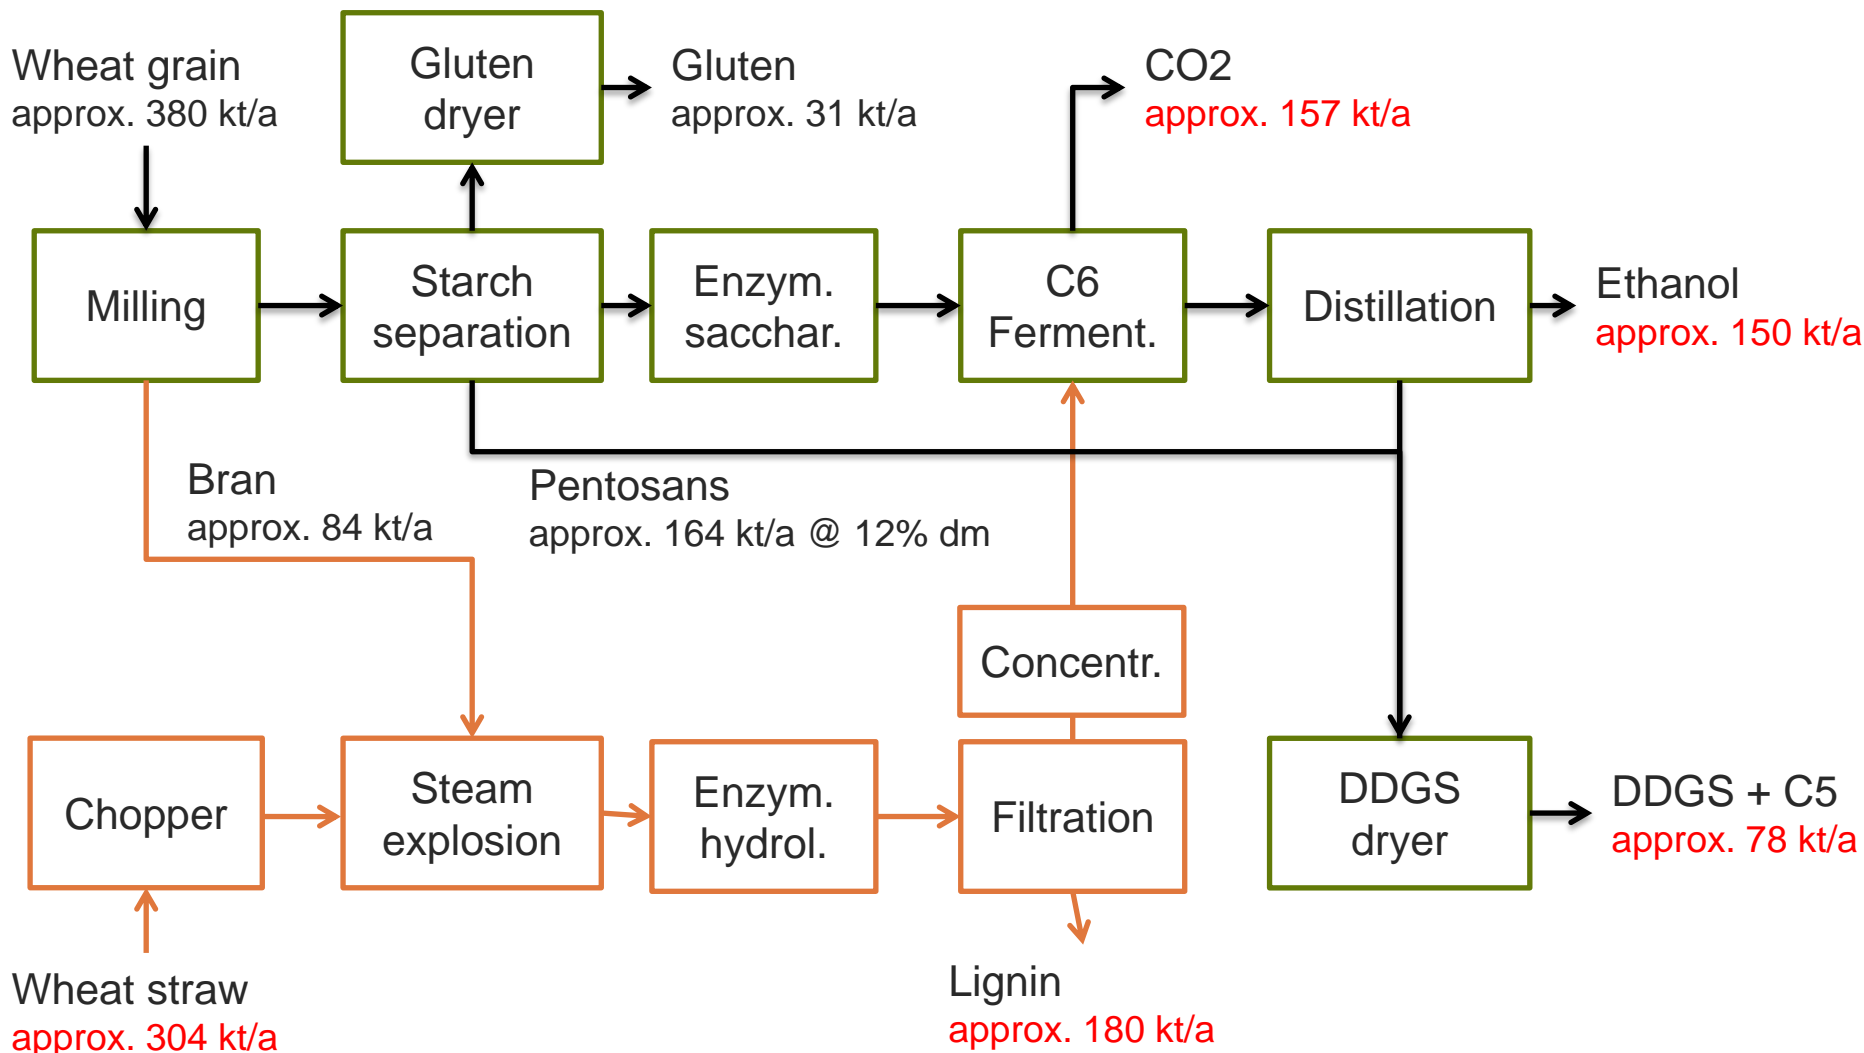 Wheat grain
approx. 380 kt/a
Gluten
dryer
Gluten
approx. 31 kt/a
CO2
approx. 157 kt/a
Milling
Starch
separation
Enzym.
sacchar.
C6
Ferment.
Distillation
Ethanol
approx. 150 kt/a
Bran
approx. 84 kt/a
Pentosans
approx. 164 kt/a @ 12% dm
Concentr.
Chopper
Steam
explosion
Enzym.
hydrol.
Filtration
DDGS
dryer
DDGS + C5
approx. 78 kt/a
Wheat straw
approx. 304 kt/a
Lignin
approx. 180 kt/a